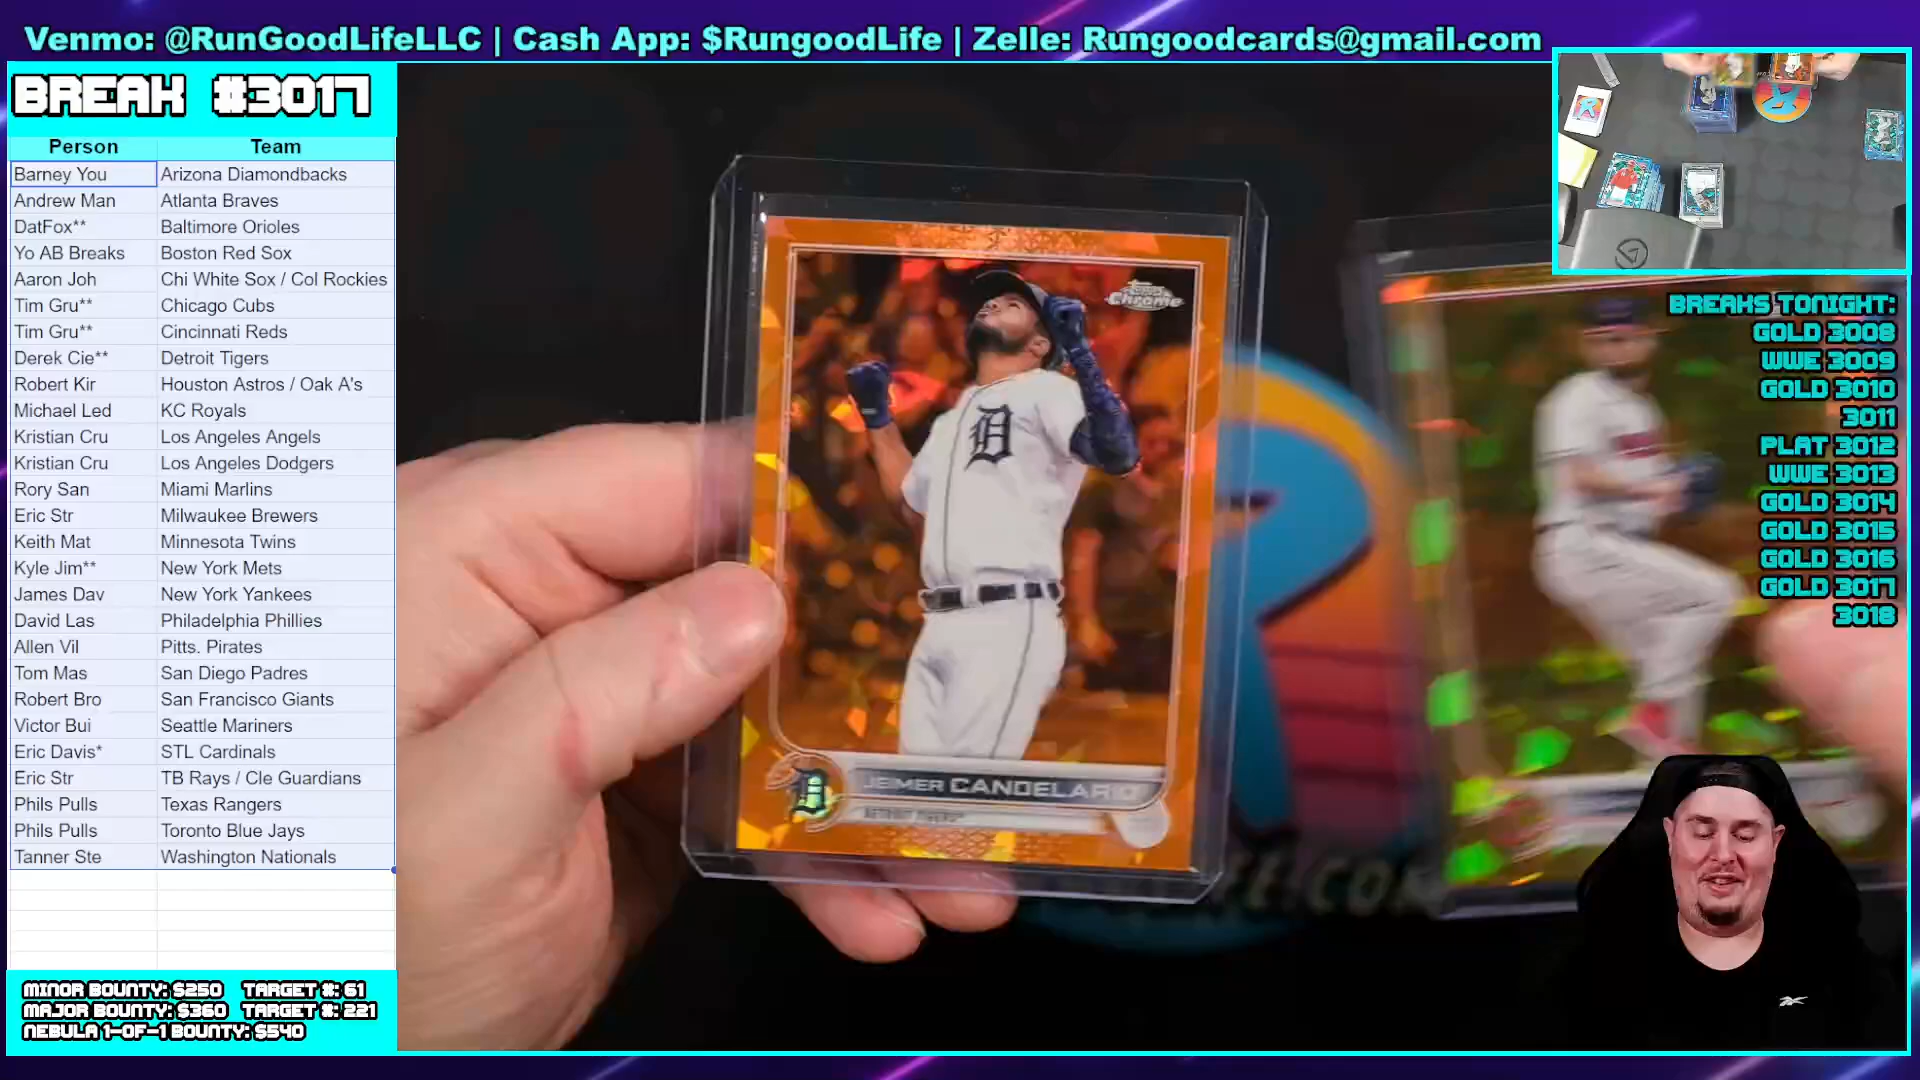 Venmo: @RunGoodLifeLLC | Cash App: $RungoodLife | Zelle: Rungoodcards@gmail.com
BREAK #3017
Person Team
Barney You Arizona Diamondbacks
Andrew Man Atlanta Braves
DatFox** Baltimore Orioles
Yo AB Breaks Boston Red Sox
Aaron Joh Chi White Sox / Col Rockies
Tim Gru** Chicago Cubs
Tim Gru** Cincinnati Reds
Derek Cie** Detroit Tigers
Robert Kir Houston Astros / Oak A's
Michael Led KC Royals
Kristian Cru Los Angeles Angels
Kristian Cru Los Angeles Dodgers
Rory San Miami Marlins
Eric Str Milwaukee Brewers
Keith Mat Minnesota Twins
Kyle Jim** New York Mets
James Dav New York Yankees
David Las Philadelphia Phillies
Allen Vil Pitts. Pirates
Tom Mas San Diego Padres
Robert Bro San Francisco Giants
Victor Bui Seattle Mariners
Eric Davis* STL Cardinals
Eric Str TB Rays / Cle Guardians
Phils Pulls Texas Rangers
Phils Pulls Toronto Blue Jays
Tanner Ste Washington Nationals
MINOR BOUNTY: $250 TARGET #: 61
MAJOR BOUNTY: $360 TARGET #: 221
NEBULA 1-OF-1 BOUNTY: $540
Topps
Chrome
D
JEIMER CANDELARIO
DETROIT TIGERS
BREAKS TONIGHT:
GOLD 3008
WWE 3009
GOLD 3010
3011
PLAT 3012
WWE 3013
GOLD 3014
GOLD 3015
GOLD 3016
GOLD 3017
3018